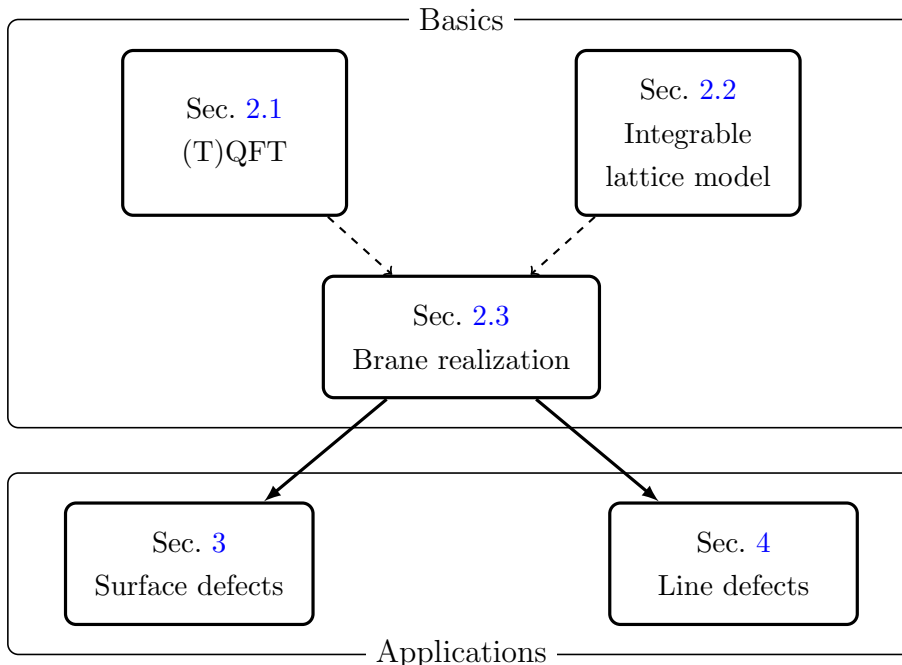 Basics
Sec. 2.1
(T)QFT
Sec. 2.2
Integrable
lattice model
Sec. 2.3
Brane realization
Sec. 3
Surface defects
Sec. 4
Line defects
Applications